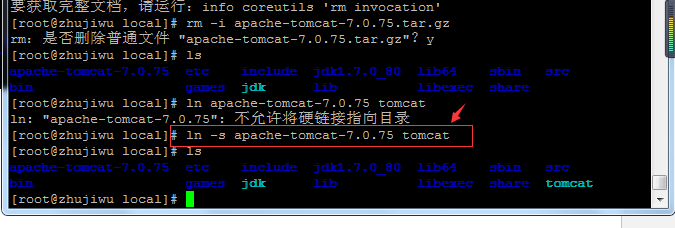 要获取完整文档，请运行：info coreutils 'rm invocation'
[root@zhujiwu local]# rm -i apache-tomcat-7.0.75.tar.gz
rm：是否删除普通文件 "apache-tomcat-7.0.75.tar.gz"？y
[root@zhujiwu local]# ls
apache-tomcat-7.0.75 etc include jdk1.7.0_80 lib64 sbin src
bin games jdk lib libexec share
[root@zhujiwu local]# ln apache-tomcat-7.0.75 tomcat
ln: "apache-tomcat-7.0.75": 不允许将硬链接指向目录
[root@zhujiwu local]# ln -s apache-tomcat-7.0.75 tomcat
[root@zhujiwu local]# ls
apache-tomcat-7.0.75 etc include jdk1.7.0_80 lib64 sbin src
bin games jdk lib libexec share tomcat
[root@zhujiwu local]#